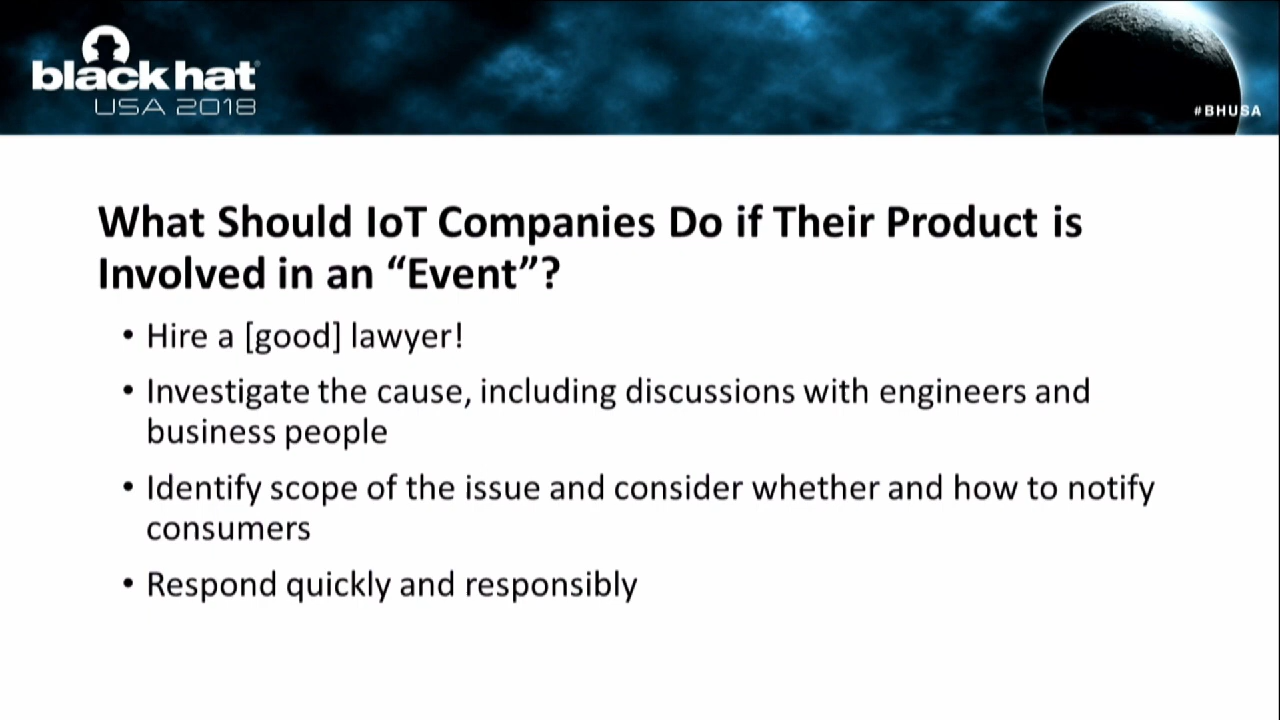 black hat
USA 2018
#BHUSA
What Should IoT Companies Do if Their Product is
Involved in an “Event”?
• Hire a [good] lawyer!
• Investigate the cause, including discussions with engineers and
business people
• Identify scope of the issue and consider whether and how to notify
consumers
• Respond quickly and responsibly